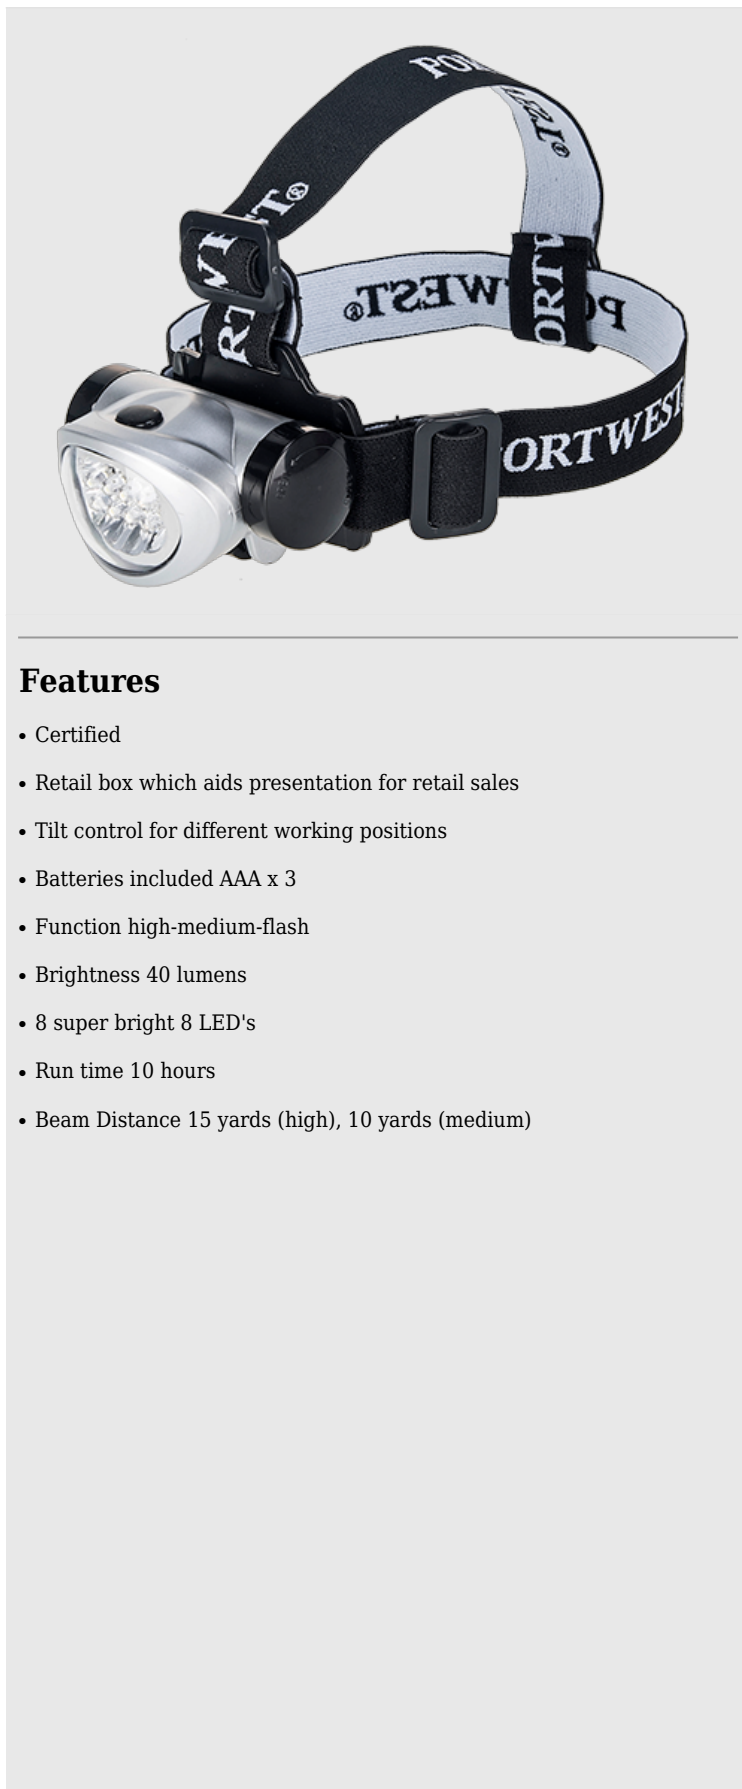 PORTWEST®
PORTWEST®
PORTWEST
Features
• Certified
• Retail box which aids presentation for retail sales
• Tilt control for different working positions
• Batteries included AAA x 3
• Function high-medium-flash
• Brightness 40 lumens
• 8 super bright 8 LED's
• Run time 10 hours
• Beam Distance 15 yards (high), 10 yards (medium)